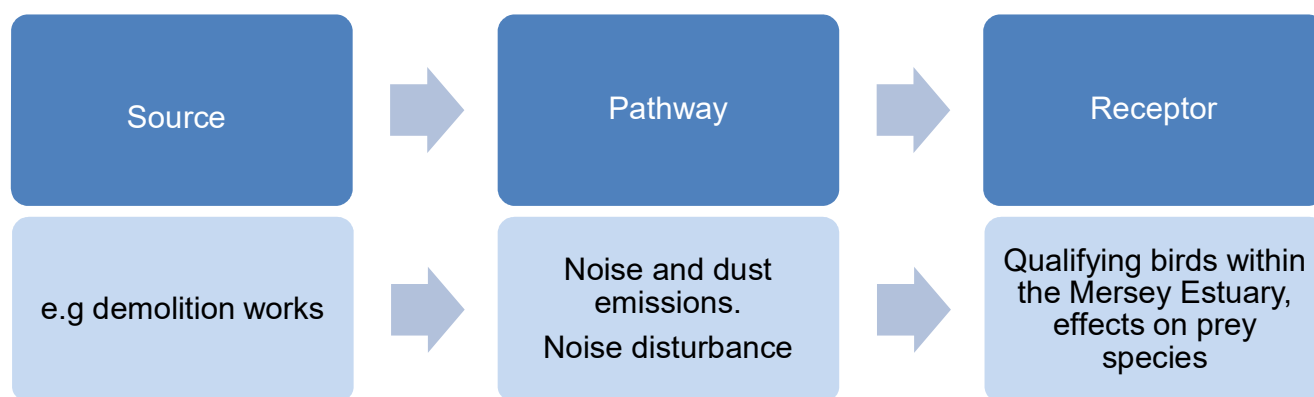 Source
Pathway
Receptor
e.g demolition works
Noise and dust
emissions.
Noise disturbance
Qualifying birds within
the Mersey Estuary,
effects on prey
species